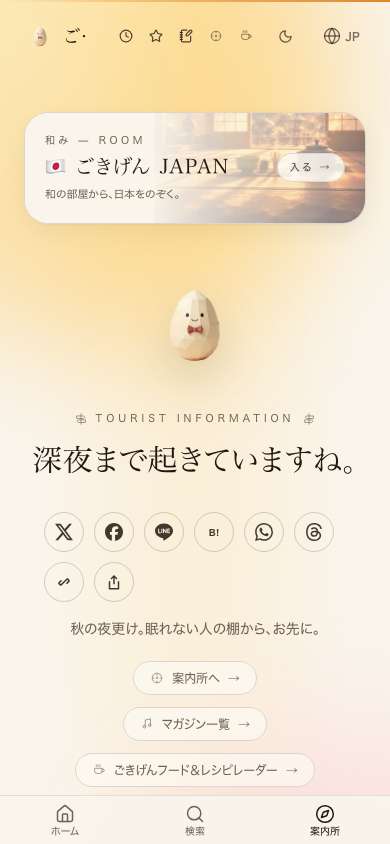 ご·
JP
和み — ROOM
🇯🇵 ごきげん JAPAN
和の部屋から、日本をのぞく。
入る →
TOURIST INFORMATION
深夜まで起きていますね。
LINE
B!
秋の夜更け。眠れない人の棚から、お先に。
案内所へ →
マガジン一覧 →
ごきげんフード&レシピレーダー →
ホーム
検索
案内所